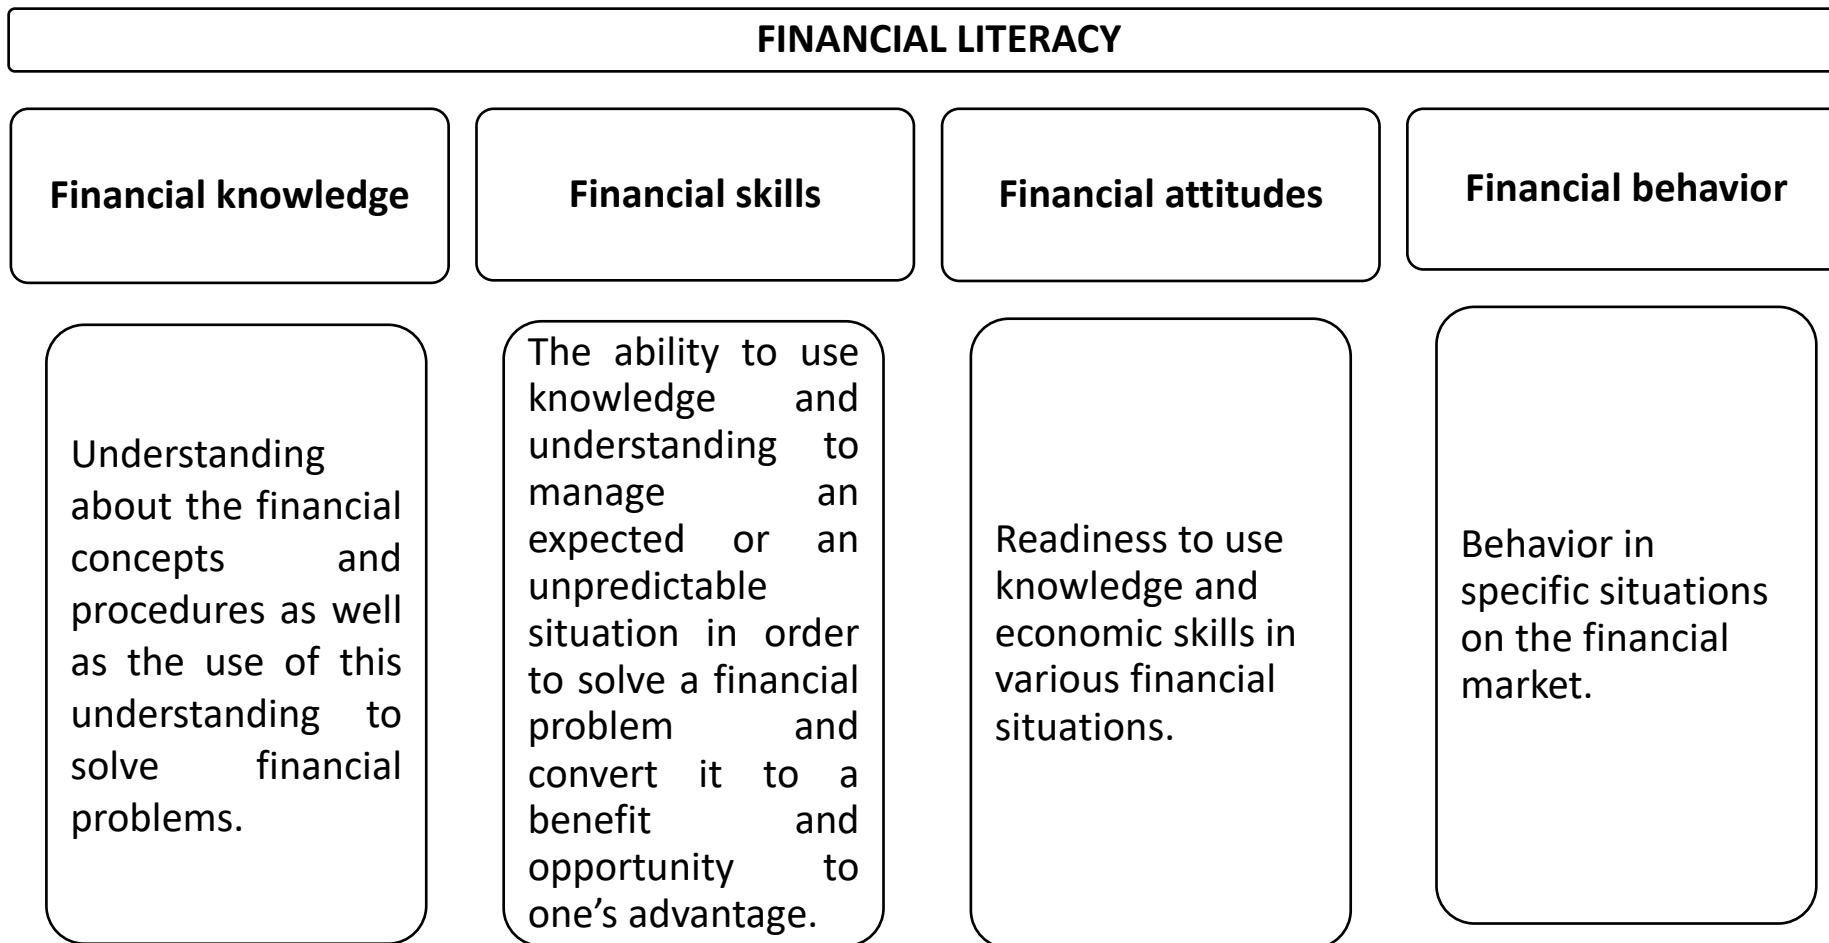 FINANCIAL LITERACY
Financial knowledge
Financial skills
Financial attitudes
Financial behavior
Understanding
about the financial
concepts and
procedures as well
as the use of this
understanding to
solve financial
problems.
The ability to use
knowledge and
understanding to
manage an
expected or an
unpredictable
situation in order
to solve a financial
problem and
convert it to a
benefit and
opportunity to
one’s advantage.
Readiness to use
knowledge and
economic skills in
various financial
situations.
Behavior in
specific situations
on the financial
market.